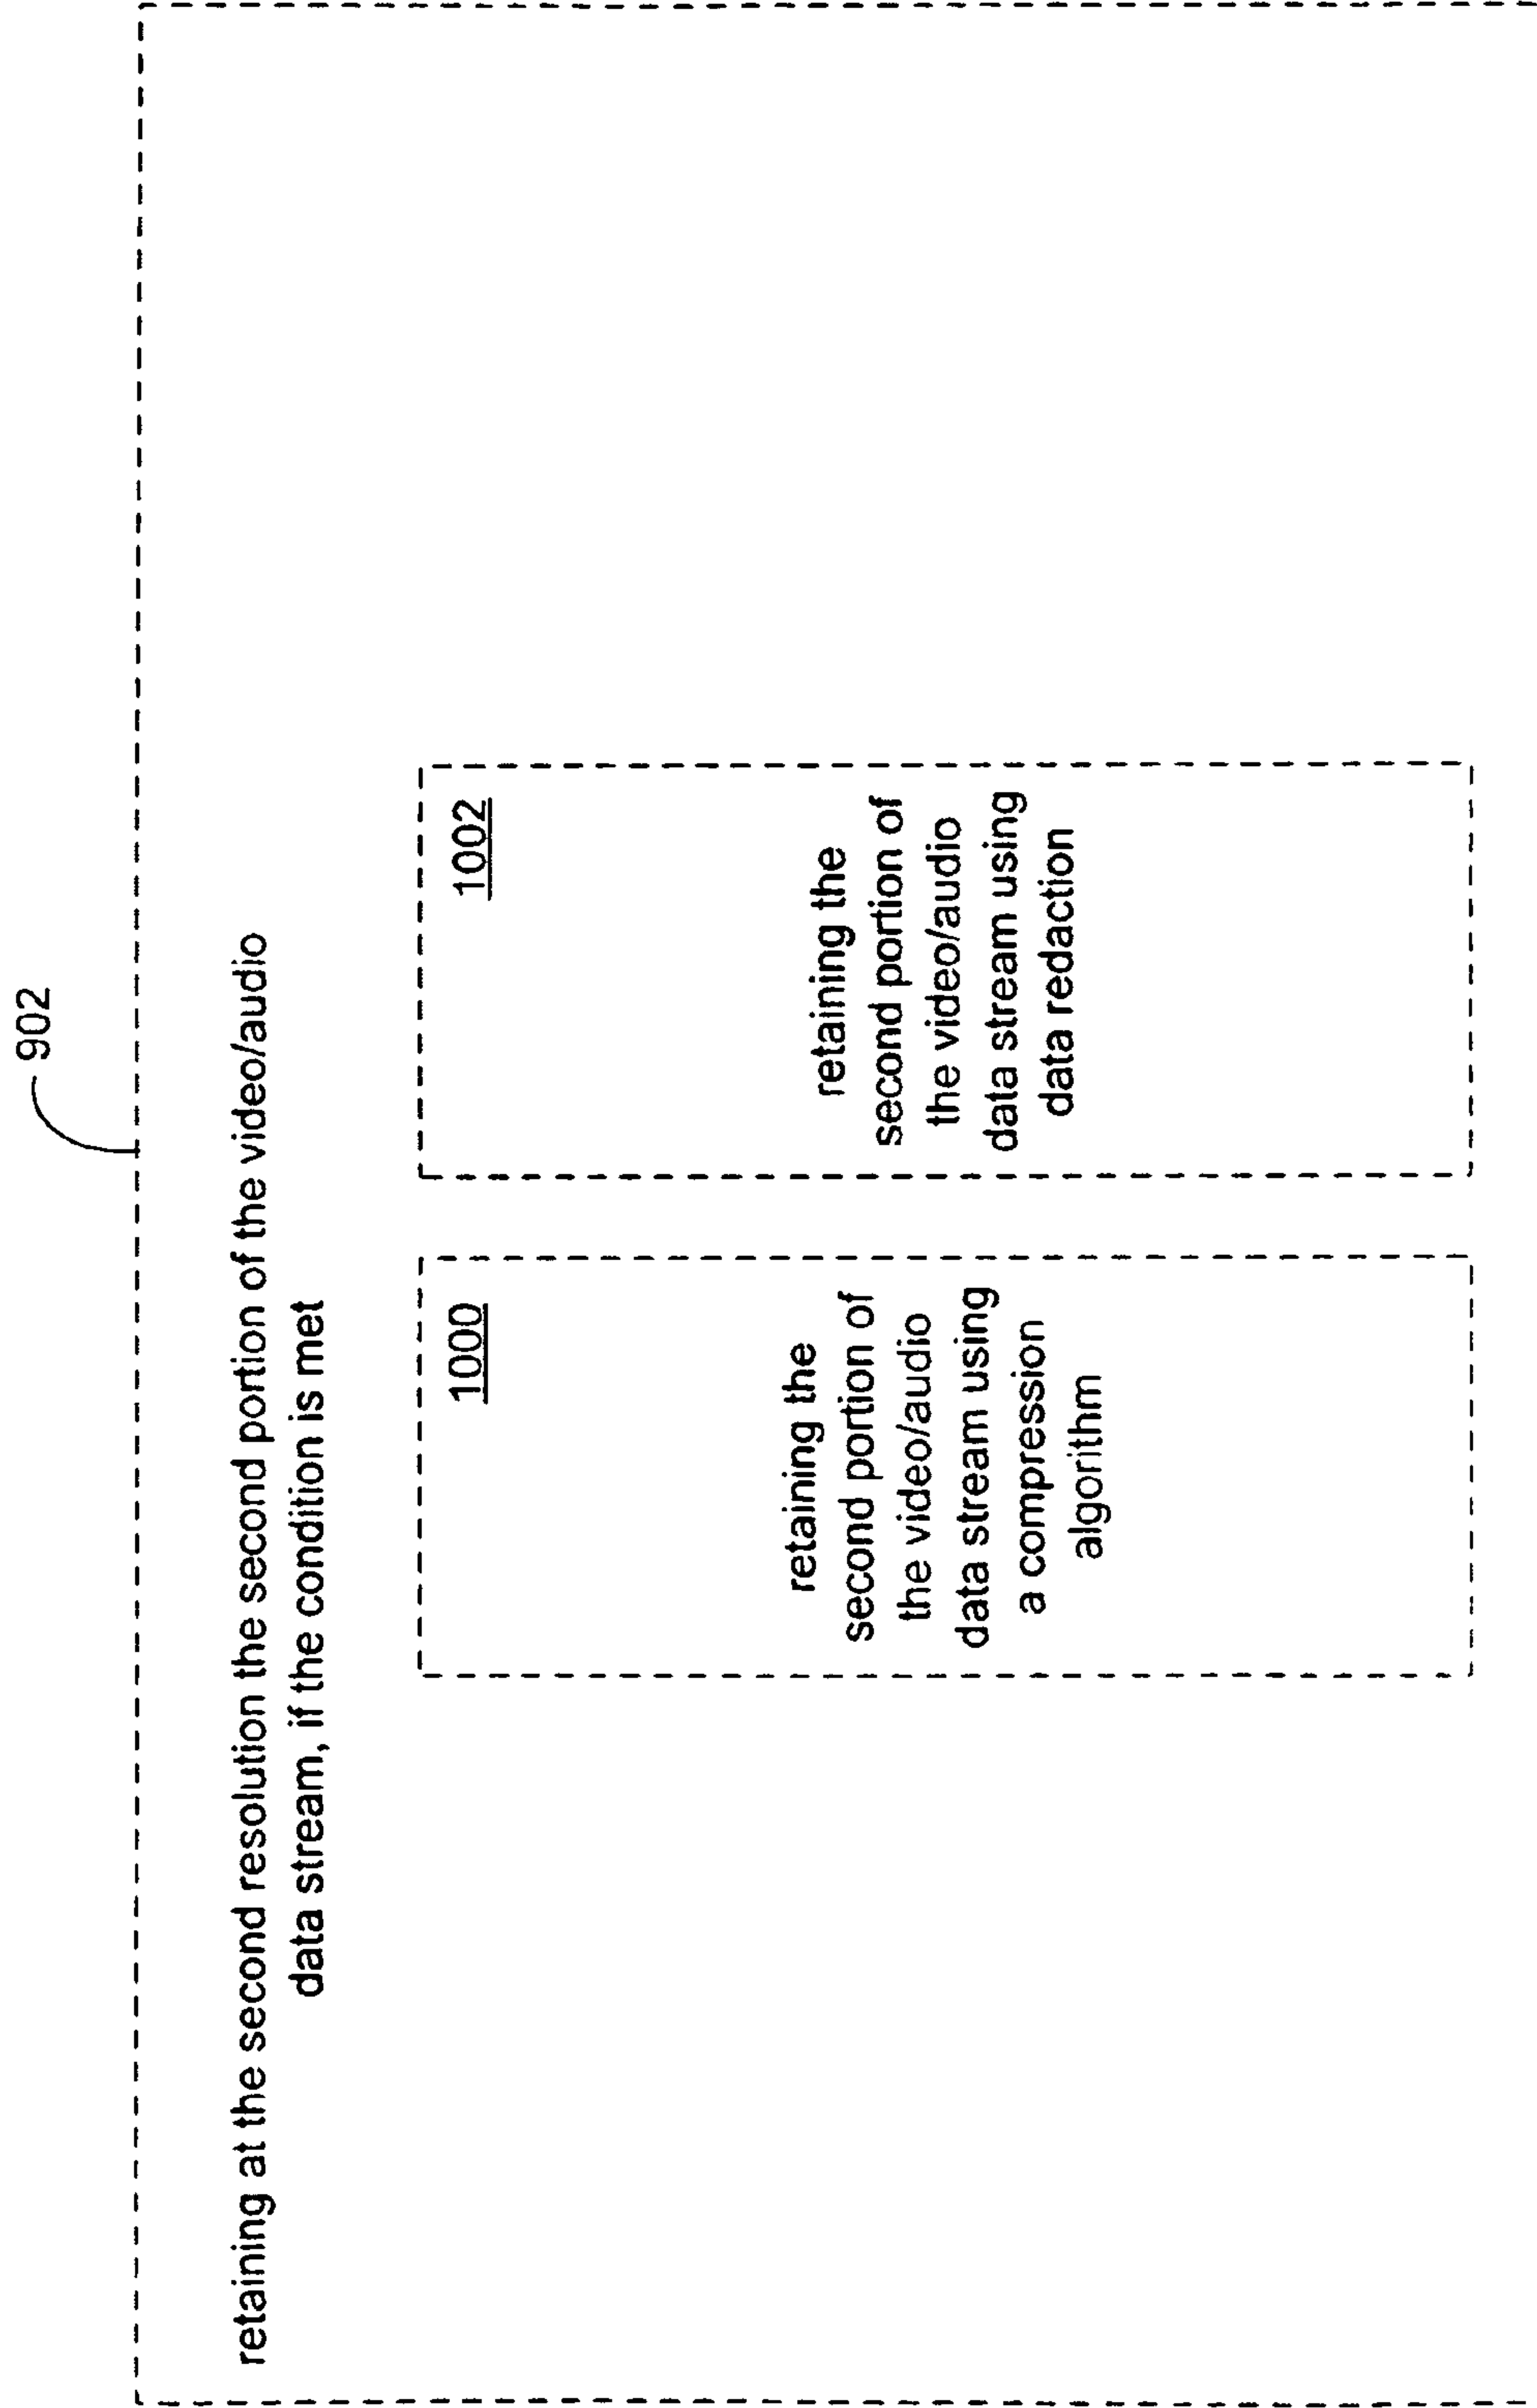 902
retaining at the second resolution the second portion of the video/audio
data stream, if the condition is met
1000
retaining the
second portion of
the video/audio
data stream using
a compression
algorithm
1002
retaining the
second portion of
the video/audio
data stream using
data redaction